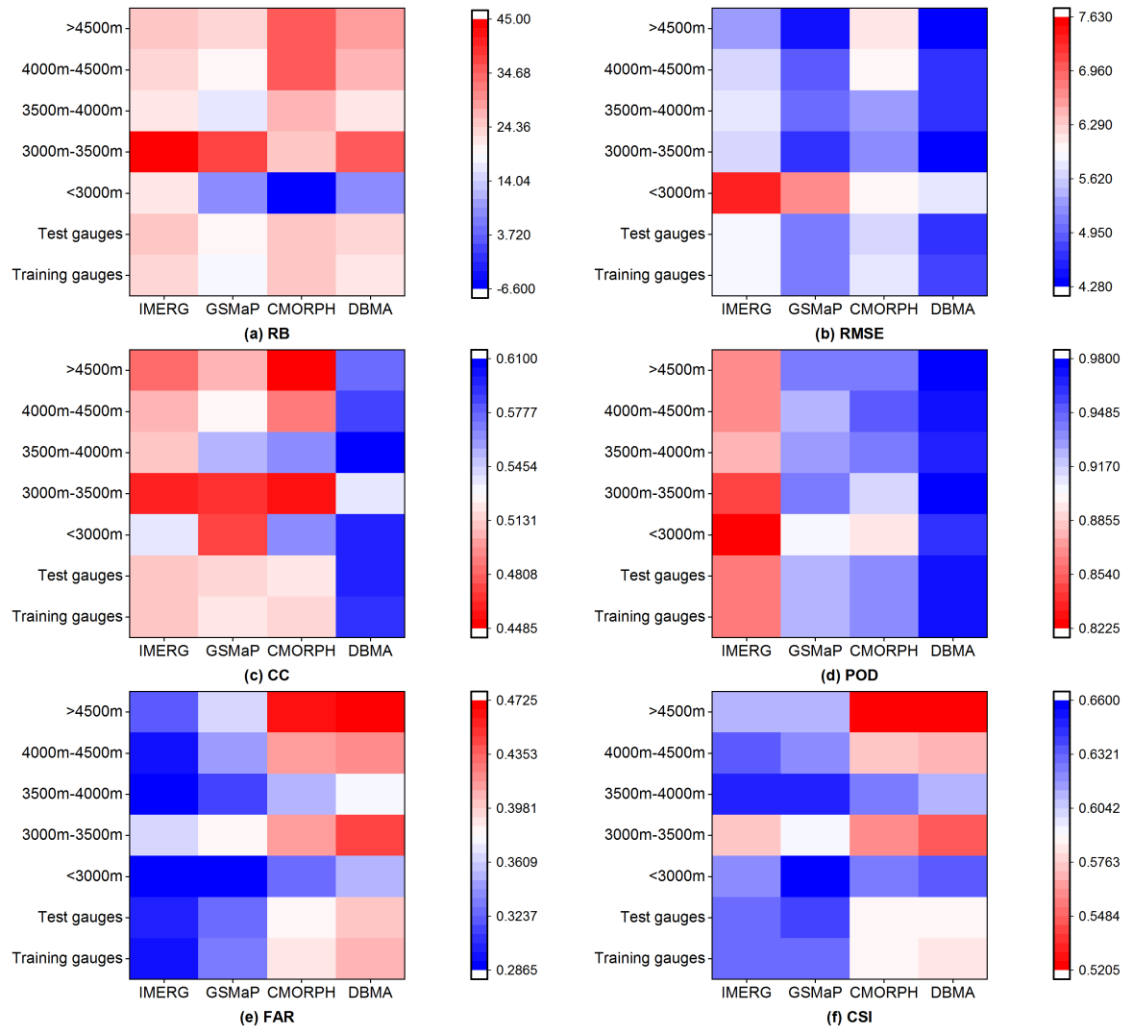 >4500m
4000m-4500m
3500m-4000m
3000m-3500m
<3000m
Test gauges
Training gauges
IMERG GSMaP CMORPH DBMA
(a) RB
45.00
34.68
24.36
14.04
3.720
-6.600
>4500m
4000m-4500m
3500m-4000m
3000m-3500m
<3000m
Test gauges
Training gauges
IMERG GSMaP CMORPH DBMA
(b) RMSE
7.630
6.960
6.290
5.620
4.950
4.280
>4500m
4000m-4500m
3500m-4000m
3000m-3500m
<3000m
Test gauges
Training gauges
IMERG GSMaP CMORPH DBMA
(c) CC
0.6100
0.5777
0.5454
0.5131
0.4808
0.4485
>4500m
4000m-4500m
3500m-4000m
3000m-3500m
<3000m
Test gauges
Training gauges
IMERG GSMaP CMORPH DBMA
(d) POD
0.9800
0.9485
0.9170
0.8855
0.8540
0.8225
>4500m
4000m-4500m
3500m-4000m
3000m-3500m
<3000m
Test gauges
Training gauges
IMERG GSMaP CMORPH DBMA
(e) FAR
0.4725
0.4353
0.3981
0.3609
0.3237
0.2865
>4500m
4000m-4500m
3500m-4000m
3000m-3500m
<3000m
Test gauges
Training gauges
IMERG GSMaP CMORPH DBMA
(f) CSI
0.6600
0.6321
0.6042
0.5763
0.5484
0.5205